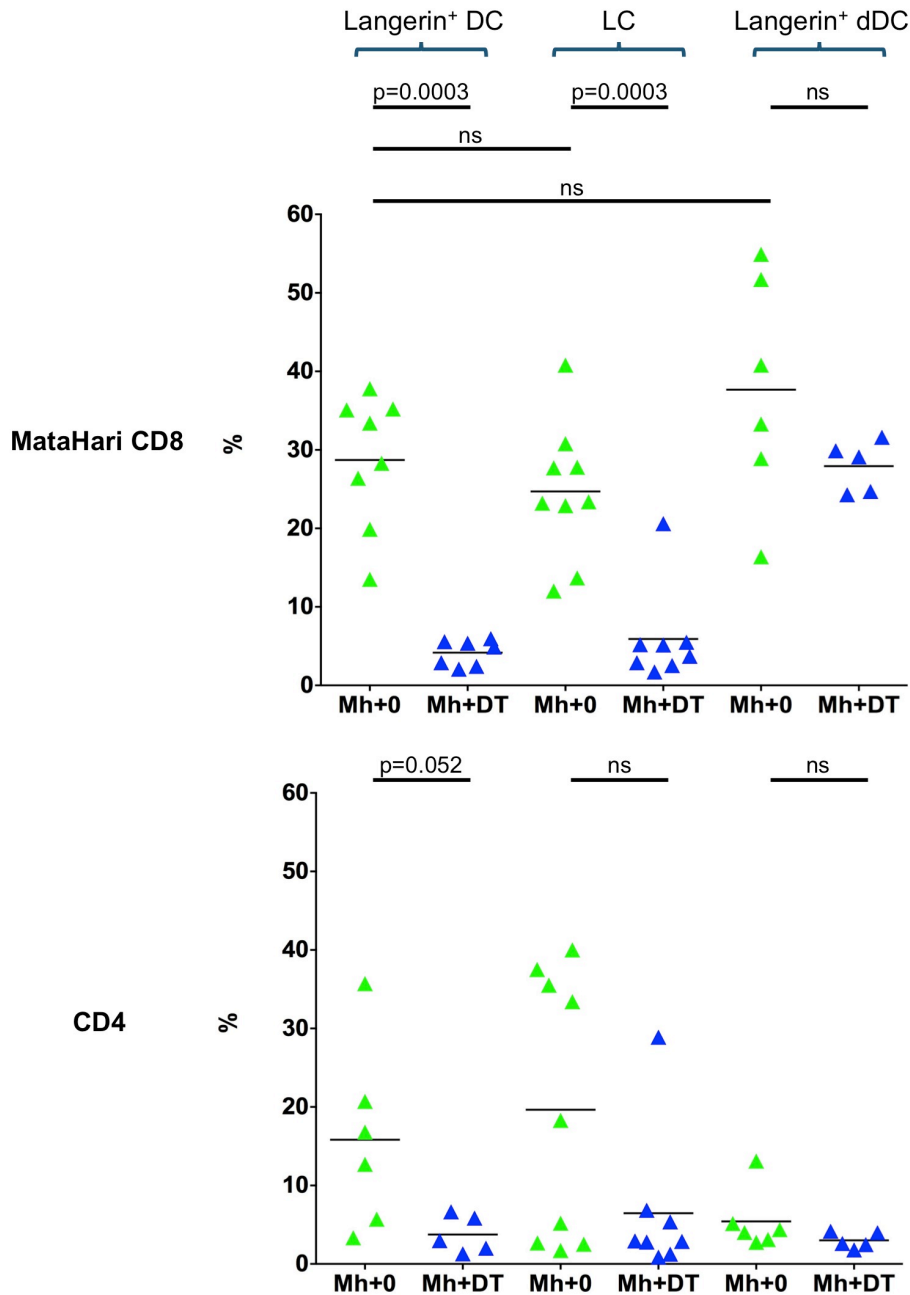 Langerin⁺ DC LC Langerin⁺ dDC
p=0.0003 p=0.0003 ns
ns
ns
60
50
40
MataHari CD8 % 30
20
10
0
Mh+0 Mh+DT Mh+0 Mh+DT Mh+0 Mh+DT
p=0.052 ns ns
60
50
40
CD4 % 30
20
10
0
Mh+0 Mh+DT Mh+0 Mh+DT Mh+0 Mh+DT